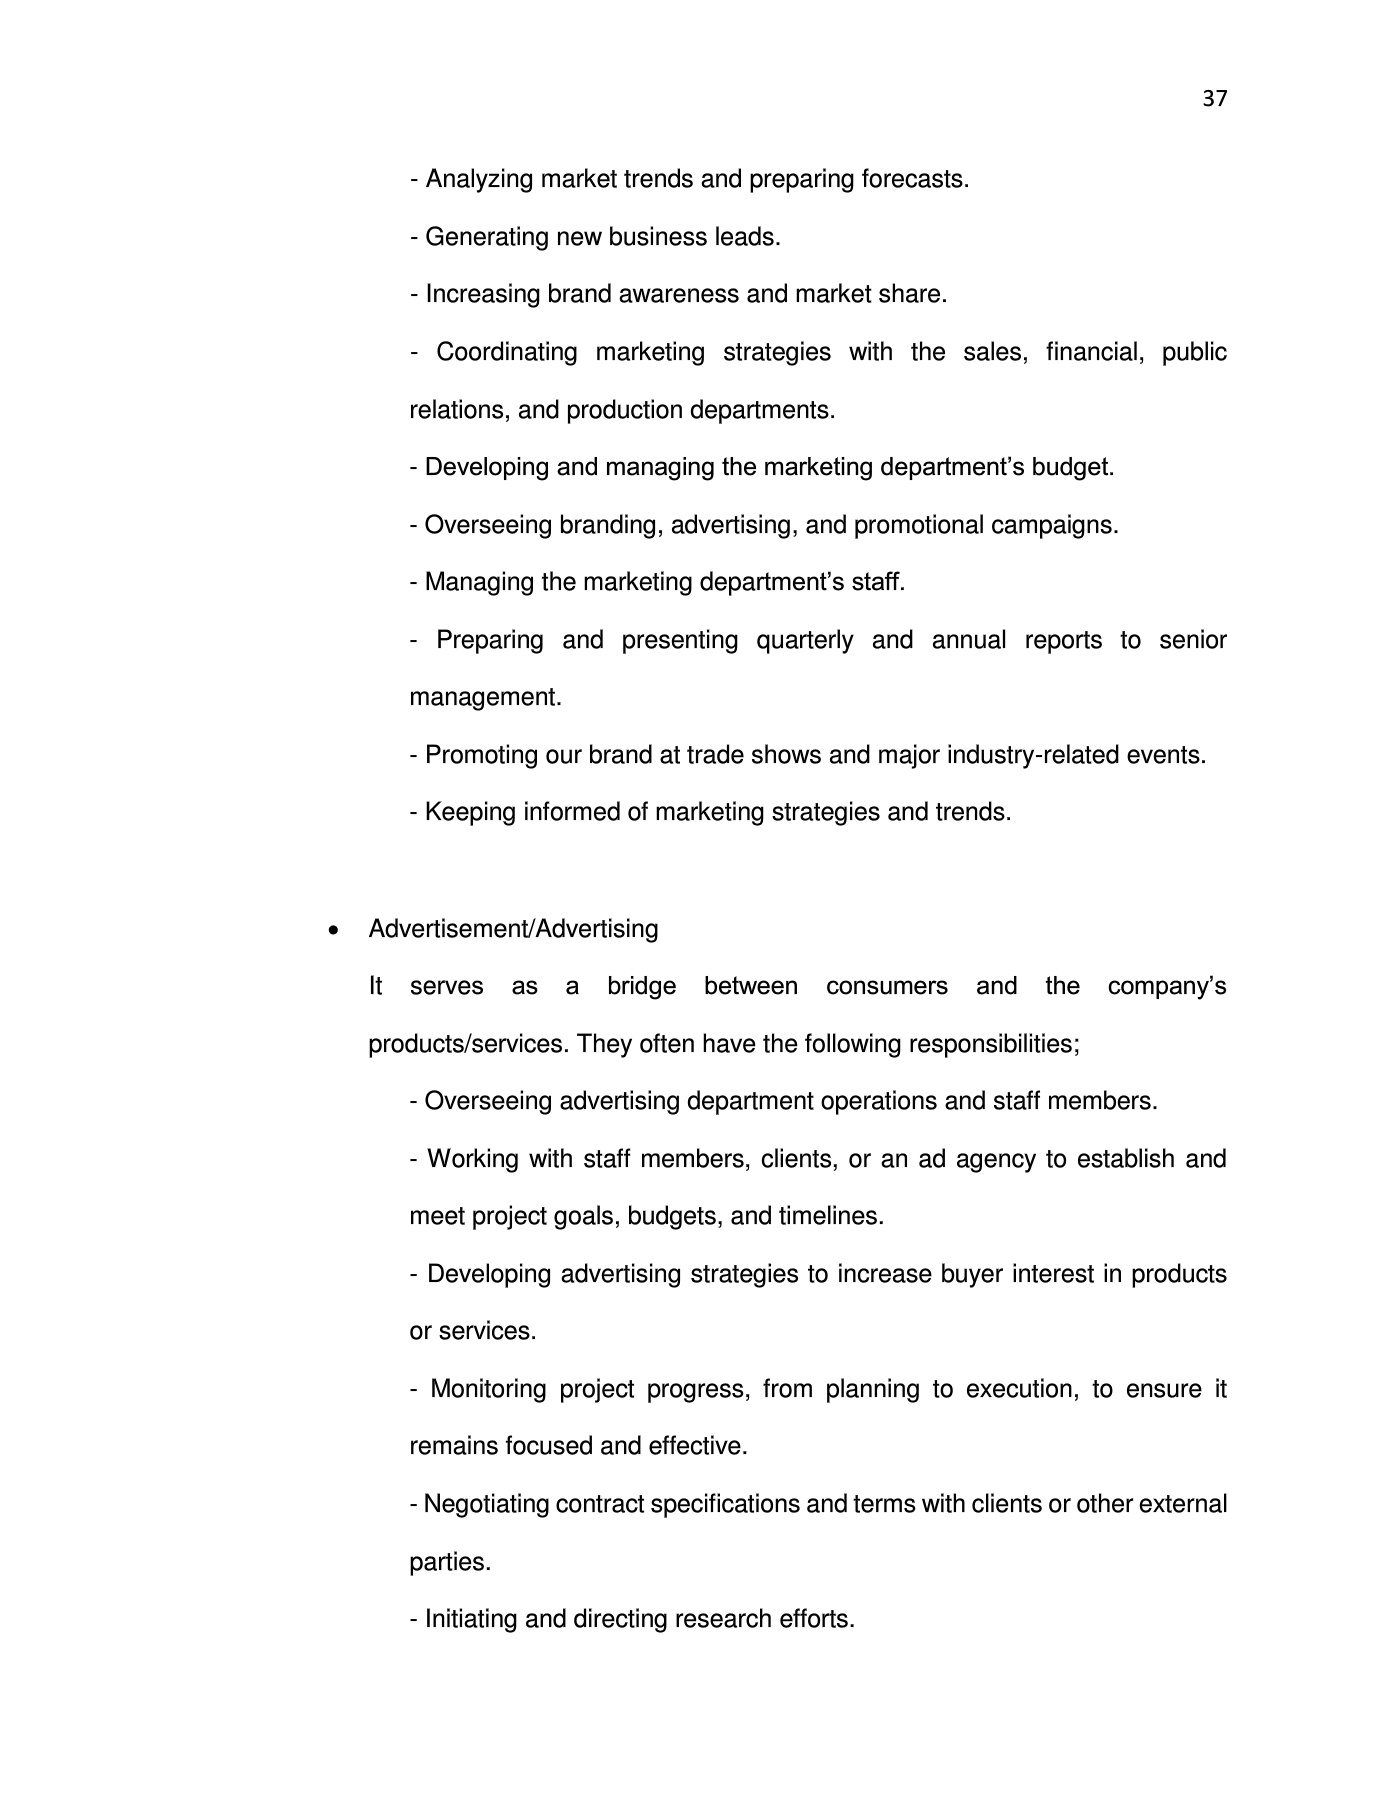 37
- Analyzing market trends and preparing forecasts.
- Generating new business leads.
- Increasing brand awareness and market share.
- Coordinating marketing strategies with the sales, financial, public
relations, and production departments.
- Developing and managing the marketing department’s budget.
- Overseeing branding, advertising, and promotional campaigns.
- Managing the marketing department’s staff.
- Preparing and presenting quarterly and annual reports to senior
management.
- Promoting our brand at trade shows and major industry-related events.
- Keeping informed of marketing strategies and trends.
• Advertisement/Advertising
It serves as a bridge between consumers and the company’s
products/services. They often have the following responsibilities;
- Overseeing advertising department operations and staff members.
- Working with staff members, clients, or an ad agency to establish and
meet project goals, budgets, and timelines.
- Developing advertising strategies to increase buyer interest in products
or services.
- Monitoring project progress, from planning to execution, to ensure it
remains focused and effective.
- Negotiating contract specifications and terms with clients or other external
parties.
- Initiating and directing research efforts.